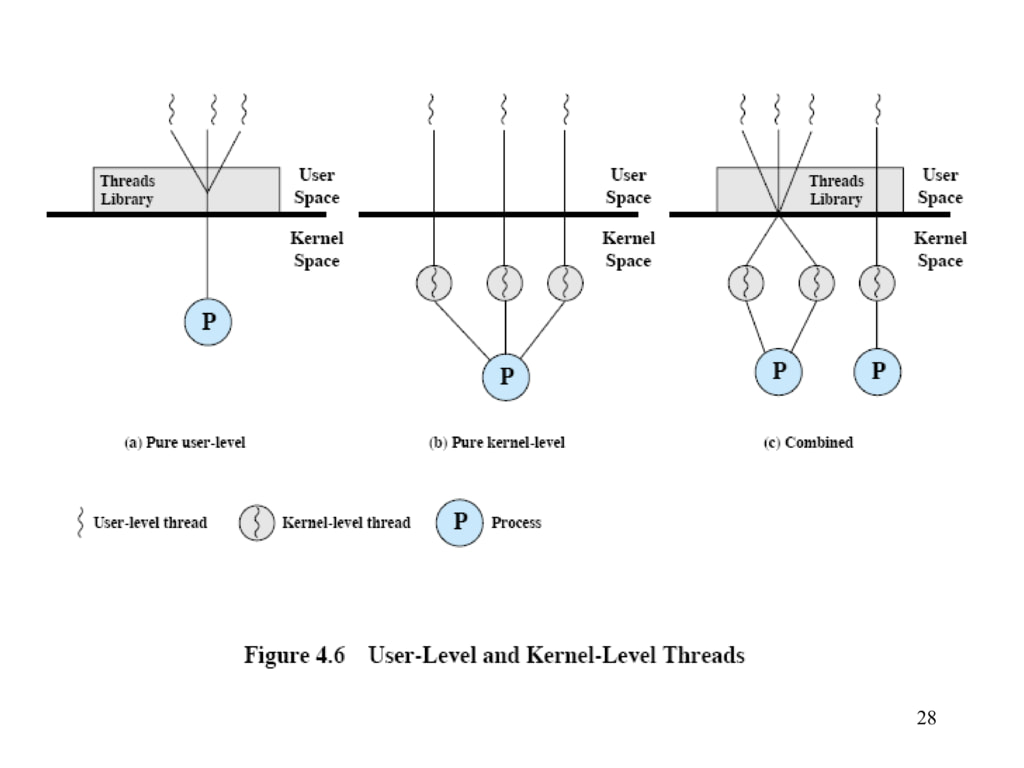 Threads
Library
User
Space
Kernel
Space
P
(a) Pure user-level
User
Space
Kernel
Space
P
(b) Pure kernel-level
Threads
Library
User
Space
Kernel
Space
P
P
(c) Combined
User-level thread
Kernel-level thread
P
Process
Figure 4.6 User-Level and Kernel-Level Threads
28